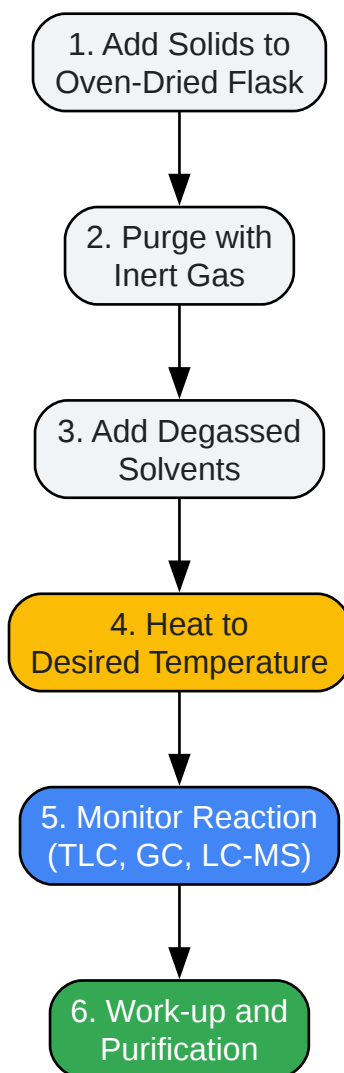 1. Add Solids to
Oven-Dried Flask
2. Purge with
Inert Gas
3. Add Degassed
Solvents
4. Heat to
Desired Temperature
5. Monitor Reaction
(TLC, GC, LC-MS)
6. Work-up and
Purification